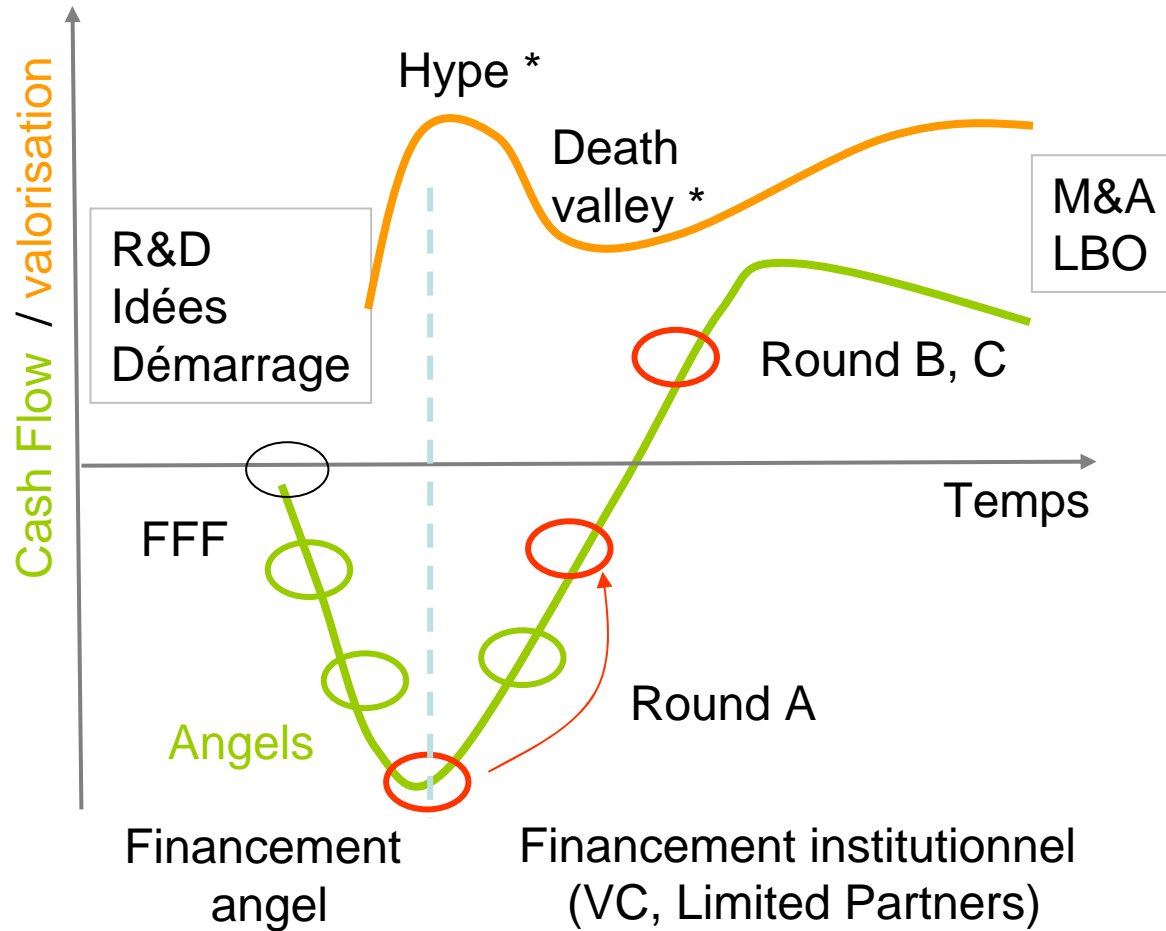 Cash Flow / valorisation
Hype *
Death
valley *
R&D
Idées
Démarrage
M&A
LBO
Round B, C
Temps
FFF
Round A
Angels
Financement
angel
Financement institutionnel
(VC, Limited Partners)